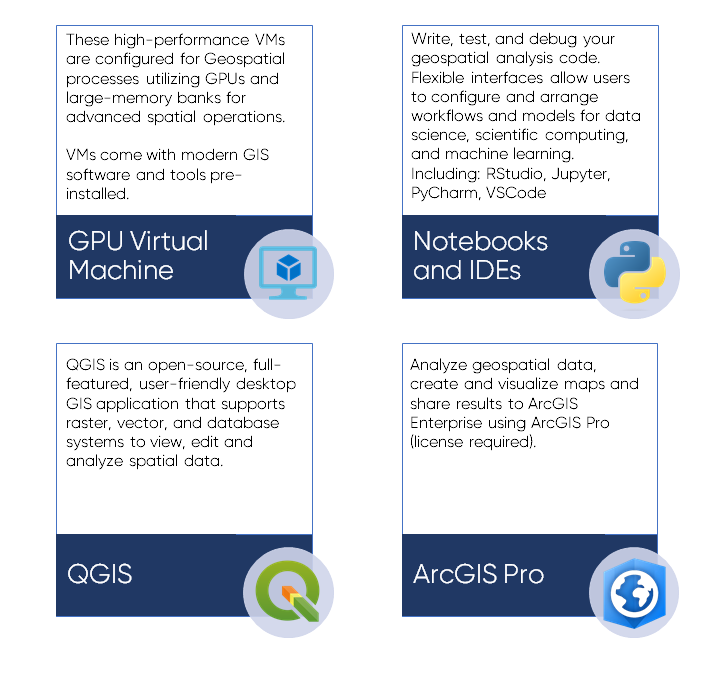 These high-performance VMs
are configured for Geospatial
processes utilizing GPUs and
large-memory banks for
advanced spatial operations.
VMs come with modern GIS
software and tools pre-
installed.
GPU Virtual
Machine
Write, test, and debug your
geospatial analysis code.
Flexible interfaces allow users
to configure and arrange
workflows and models for data
science, scientific computing,
and machine learning.
Including: RStudio, Jupyter,
PyCharm, VSCode
Notebooks
and IDEs
QGIS is an open-source, full-
featured, user-friendly desktop
GIS application that supports
raster, vector, and database
systems to view, edit and
analyze spatial data.
QGIS
Analyze geospatial data,
create and visualize maps and
share results to ArcGIS
Enterprise using ArcGIS Pro
(license required).
ArcGIS Pro